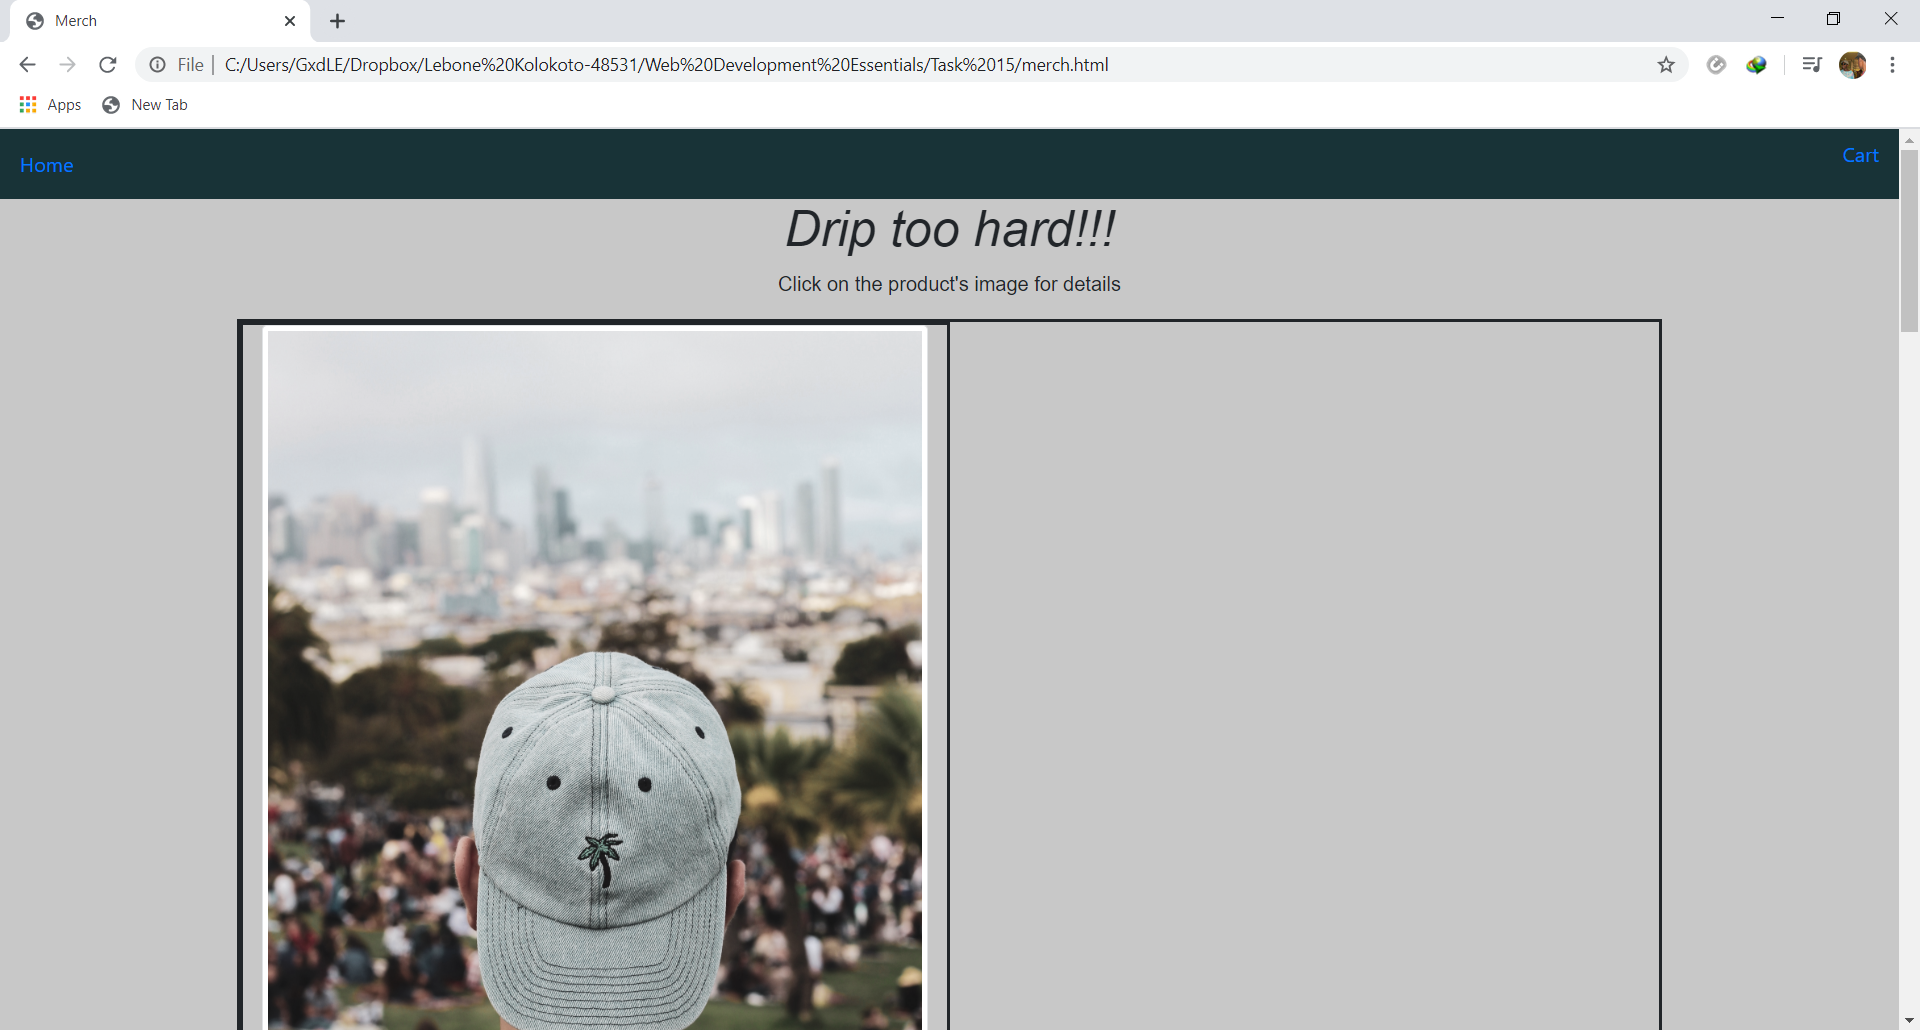 Merch
File C:/Users/GxdLE/Dropbox/Lebone%20Kolokoto-48531/Web%20Development%20Essentials/Task%2015/merch.html
Apps New Tab
Home Cart
Drip too hard!!!
Click on the product's image for details